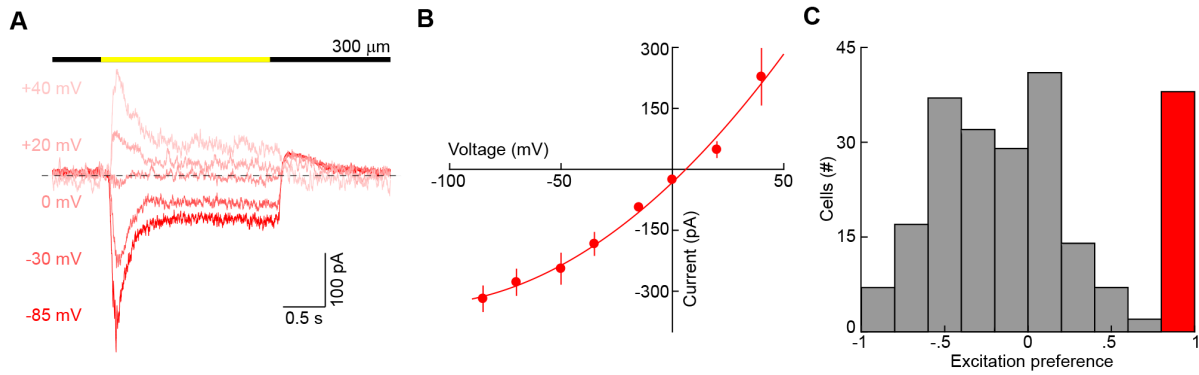 A
300 μm
+40 mV
+20 mV
0 mV
-30 mV
-85 mV
100 pA
0.5 s
B
300
150
Voltage (mV)
-100
-50
50
-150
-300
Current (pA)
C
45
30
15
0
Cells (#)
-1
-.5
0
.5
1
Excitation preference